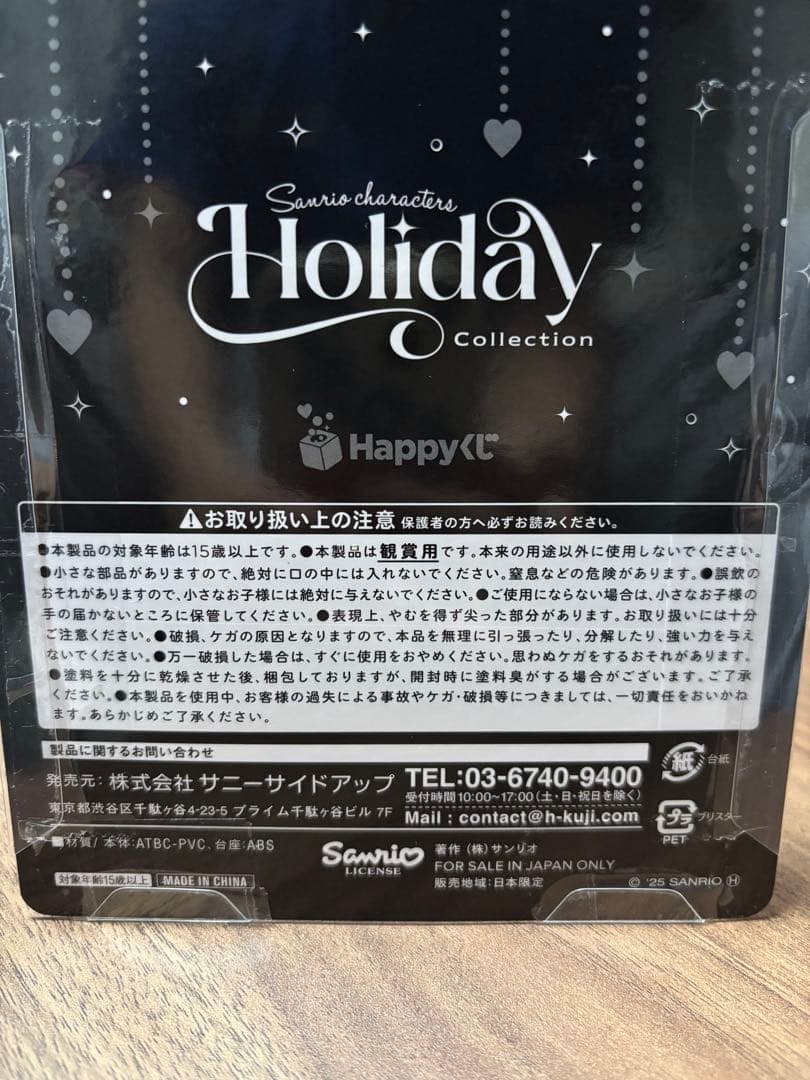 Sanrio characters
Holiday
Collection
Happyくじ
⚠お取り扱い上の注意 保護者の方へ必ずお読みください。
●本製品の対象年齢は15歳以上です。●本製品は観賞用です。本来の用途以外に使用しないでください。
●小さな部品がありますので、絶対に口の中には入れないでください。窒息などの危険があります。●誤飲の
おそれがありますので、小さなお子様には絶対に与えないでください。●ご使用にならない場合は、小さなお子様の
手の届かないところに保管してください。●表現上、やむを得ず尖った部分があります。お取り扱いには十分
ご注意ください。●破損、ケガの原因となりますので、本品を無理に引っ張ったり、分解したり、強い力を与え
ないでください。●万一破損した場合は、すぐに使用をおやめください。思わぬケガをするおそれがあります。
●塗料を十分に乾燥させた後、梱包しておりますが、開封時に塗料臭がする場合がございます。ご了承
ください。●本製品を使用中、お客様の過失による事故やケガ・破損等につきましては、一切責任をおいかね
ます。あらかじめご了承ください。
製品に関するお問い合わせ
発売元: 株式会社 サニーサイドアップ
東京都渋谷区千駄ヶ谷4-23-5 プライム千駄ヶ谷ビル 7F
TEL:03-6740-9400
受付時間10:00~17:00(土・日・祝日を除く)
Mail : contact@h-kuji.com
紙 台紙
プラ ブリスター
PET
■材質/ 本体:ATBC-PVC、台座:ABS
対象年齢15歳以上 MADE IN CHINA
Sanrio
LICENSE
著作 (株)サンリオ
FOR SALE IN JAPAN ONLY
販売地域:日本限定
© '25 SANRIO Ⓗ